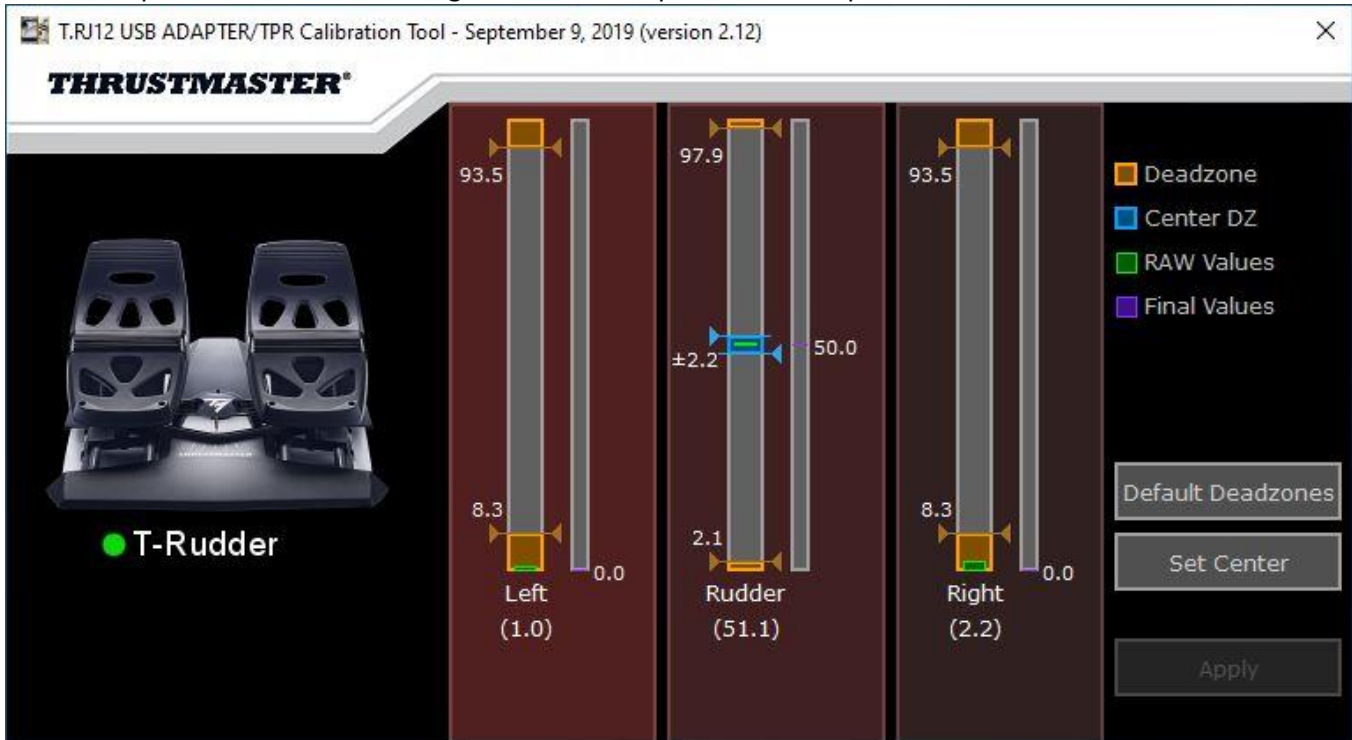 T.RJ12 USB ADAPTER/TPR Calibration Tool - September 9, 2019 (version 2.12)
THRUSTMASTER®
93.5
97.9
93.5
Deadzone
Center DZ
RAW Values
Final Values
±2.2
50.0
8.3
2.1
8.3
T-Rudder
0.0
0.0
Left
Rudder
Right
(1.0)
(51.1)
(2.2)
Default Deadzones
Set Center
Apply